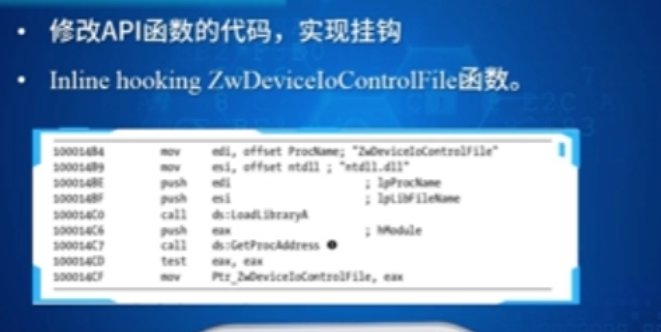 • 修改API函数的代码，实现挂钩
• Inline hooking ZwDeviceIoControlFile函数。
100014B4 mov edi, offset ProcName; "ZwDeviceIoControlFile"
100014B9 mov esi, offset ntdll ; "ntdll.dll"
100014BE push edi ; lpProcName
100014BF push esi ; lpLibFileName
100014C0 call ds:LoadLibraryA
100014C6 push eax ; hModule
100014C7 call ds:GetProcAddress ❶
100014CD test eax, eax
100014CF mov Ptr_ZwDeviceIoControlFile, eax